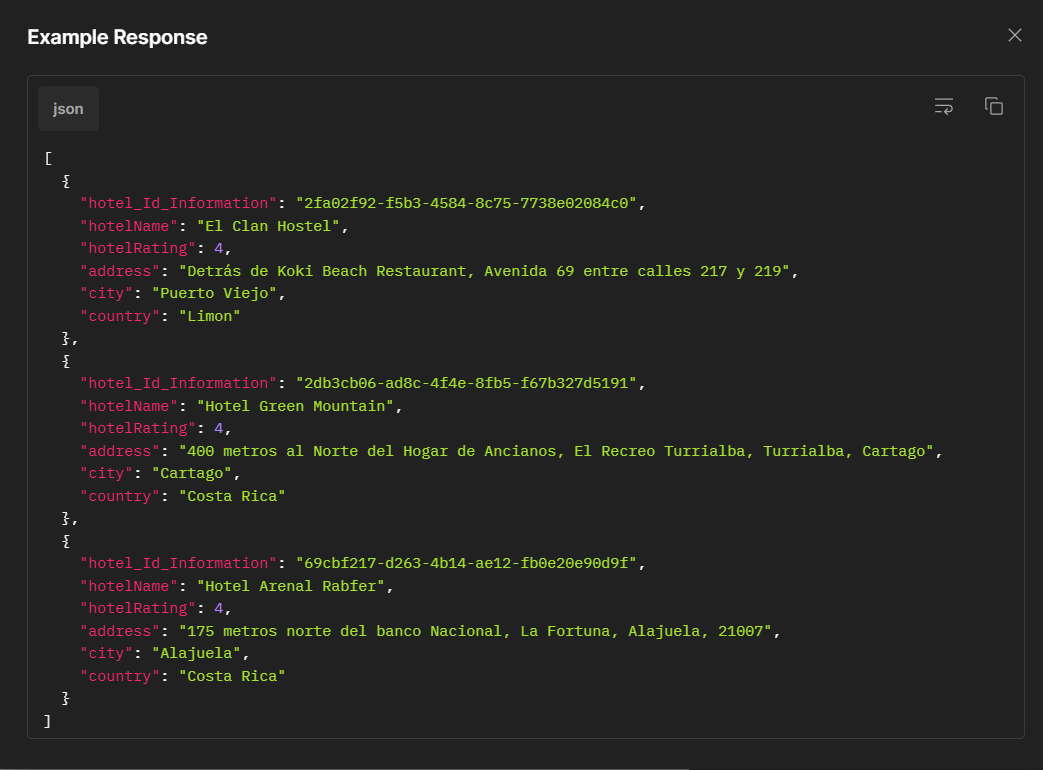 Example Response
json
[
  {
    "hotel_Id_Information": "2fa02f92-f5b3-4584-8c75-7738e02084c0",
    "hotelName": "El Clan Hostel",
    "hotelRating": 4,
    "address": "Detrás de Koki Beach Restaurant, Avenida 69 entre calles 217 y 219",
    "city": "Puerto Viejo",
    "country": "Limon"
  },
  {
    "hotel_Id_Information": "2db3cb06-ad8c-4f4e-8fb5-f67b327d5191",
    "hotelName": "Hotel Green Mountain",
    "hotelRating": 4,
    "address": "400 metros al Norte del Hogar de Ancianos, El Recreo Turrialba, Turrialba, Cartago",
    "city": "Cartago",
    "country": "Costa Rica"
  },
  {
    "hotel_Id_Information": "69cbf217-d263-4b14-ae12-fb0e20e90d9f",
    "hotelName": "Hotel Arenal Rabfer",
    "hotelRating": 4,
    "address": "175 metros norte del banco Nacional, La Fortuna, Alajuela, 21007",
    "city": "Alajuela",
    "country": "Costa Rica"
  }
]